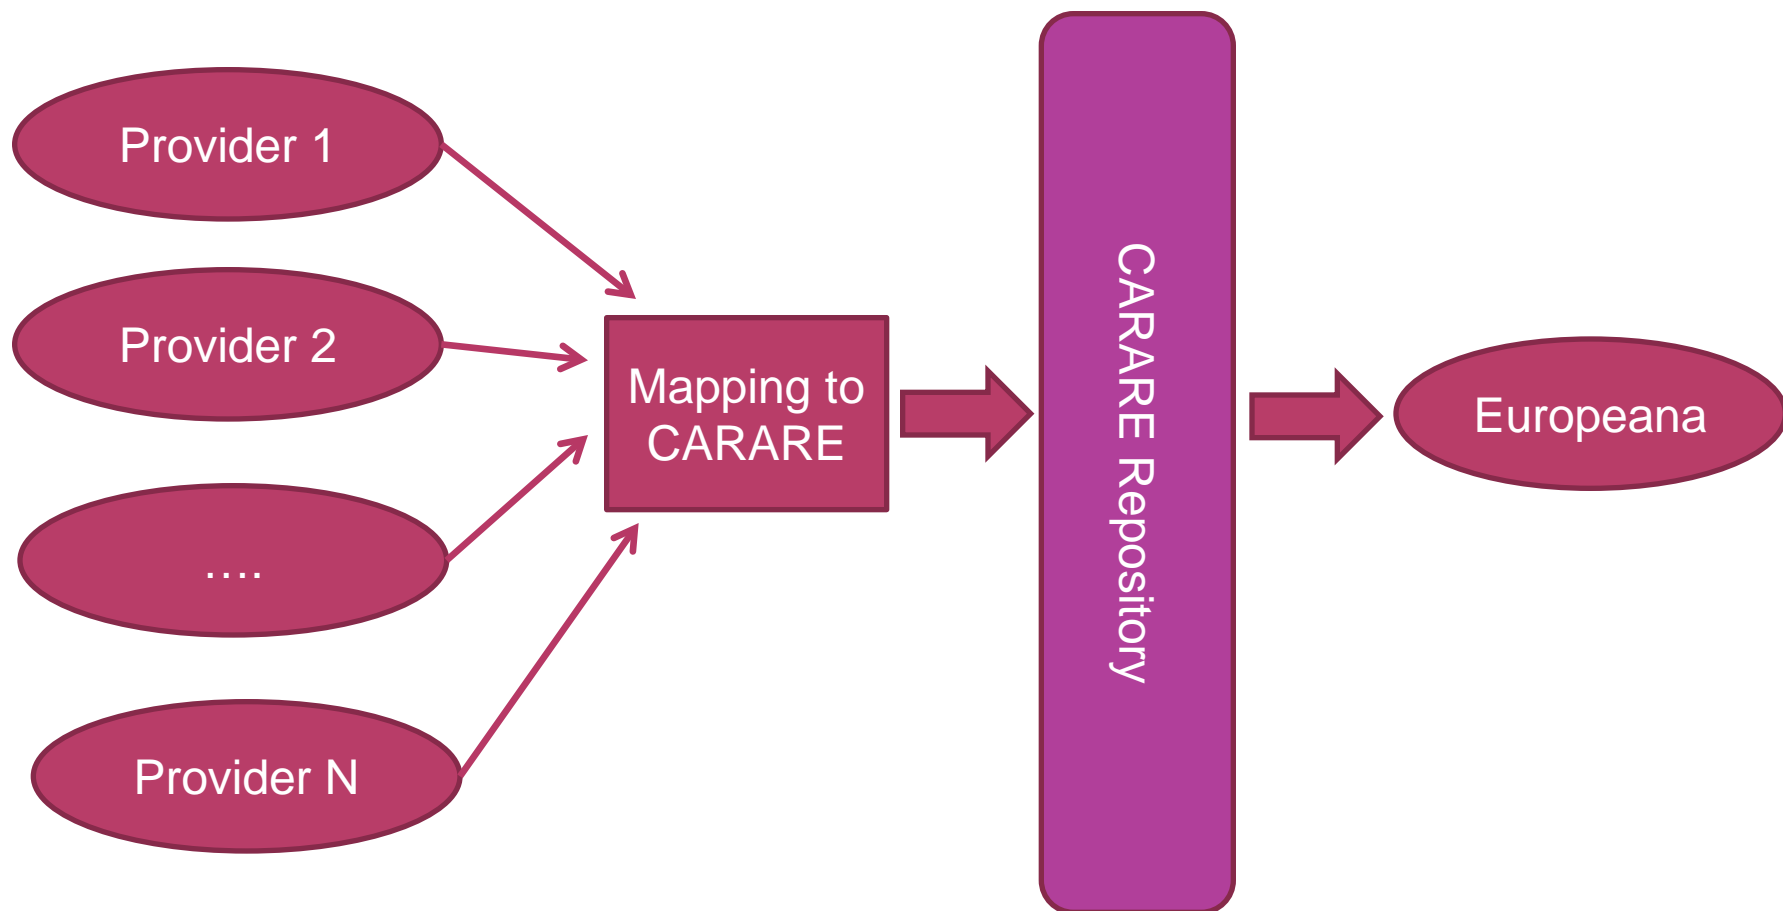 Provider 1
Provider 2
....
Provider N
Mapping to
CARARE
CARARE Repository
Europeana